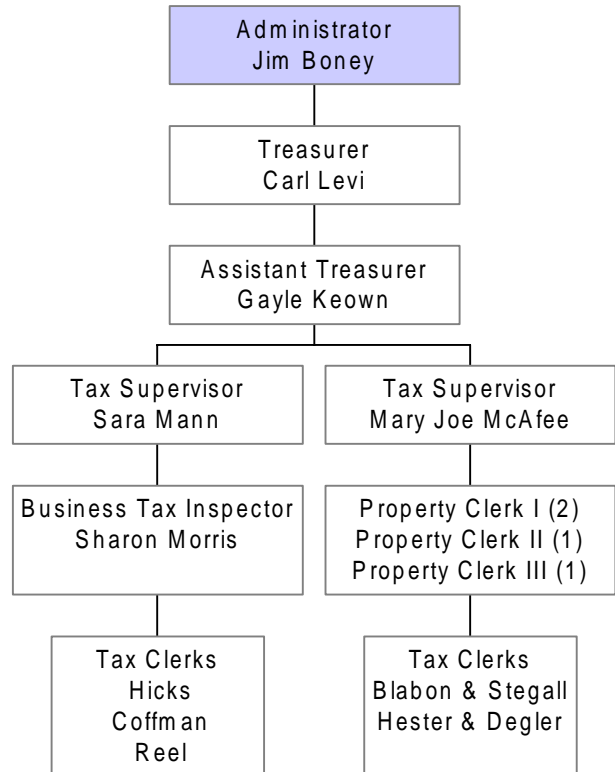 Administrator
Jim Boney
Treasurer
Carl Levi
Assistant Treasurer
Gayle Keown
Tax Supervisor
Sara Mann
Tax Supervisor
Mary Joe McAfee
Business Tax Inspector
Sharon Morris
Property Clerk I (2)
Property Clerk II (1)
Property Clerk III (1)
Tax Clerks
Hicks
Coffman
Reel
Tax Clerks
Blabon & Stegall
Hester & Degler